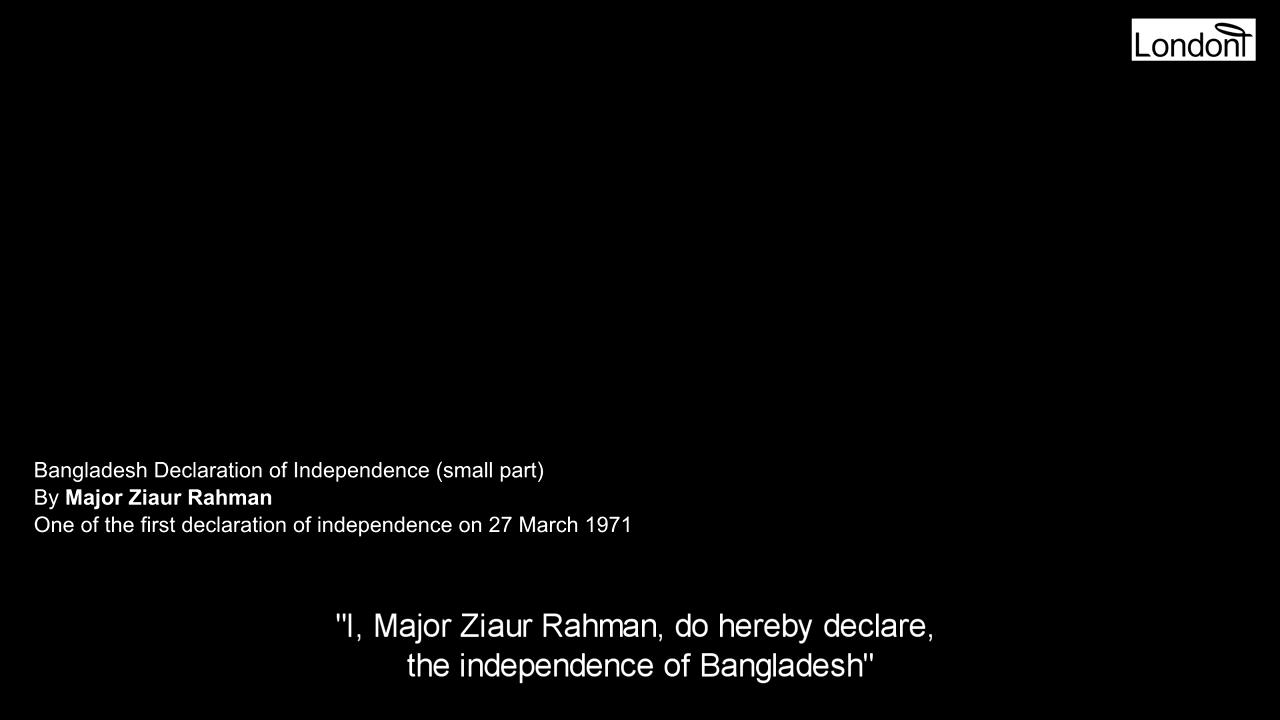 Londoni
Bangladesh Declaration of Independence (small part)
By Major Ziaur Rahman
One of the first declaration of independence on 27 March 1971
"I, Major Ziaur Rahman, do hereby declare,
the independence of Bangladesh"